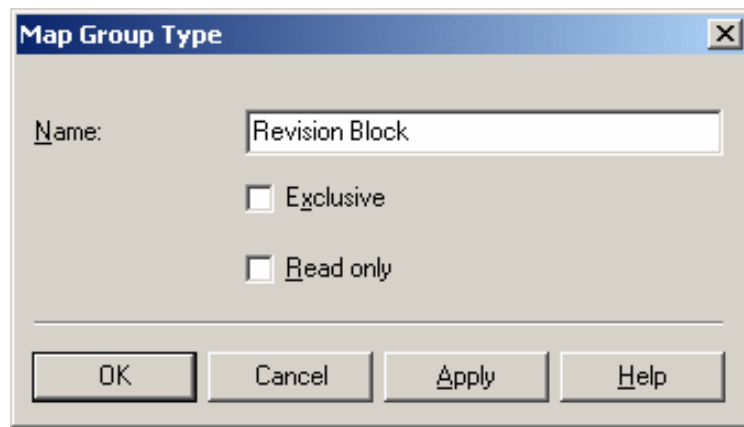 Map Group Type
Name: Revision Block
Exclusive
Read only
OK Cancel Apply Help